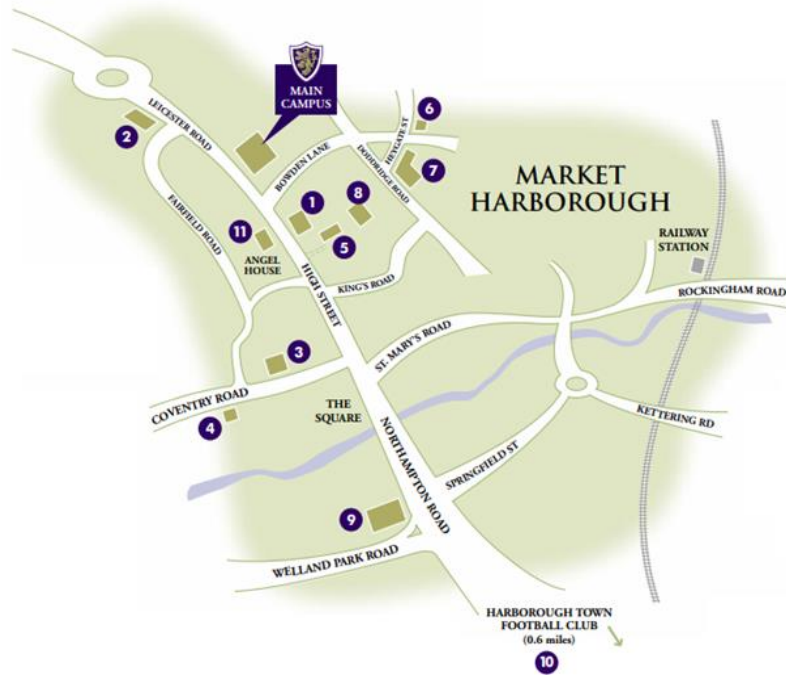 MAIN
CAMPUS
LEICESTER ROAD
2
BOWDEN LANE
HEYGATE ST
6
DODDRIDGE ROAD
7
MARKET
HARBOROUGH
FAIRFIELD ROAD
1
8
5
11
ANGEL
HOUSE
HIGH STREET
KING'S ROAD
RAILWAY
STATION
ROCKINGHAM ROAD
3
ST. MARY'S ROAD
COVENTRY ROAD
4
THE
SQUARE
KETTERING RD
NORTHAMPTON ROAD
SPRINGFIELD ST
9
WELLAND PARK ROAD
HARBOROUGH TOWN
FOOTBALL CLUB
(0.6 miles)
10